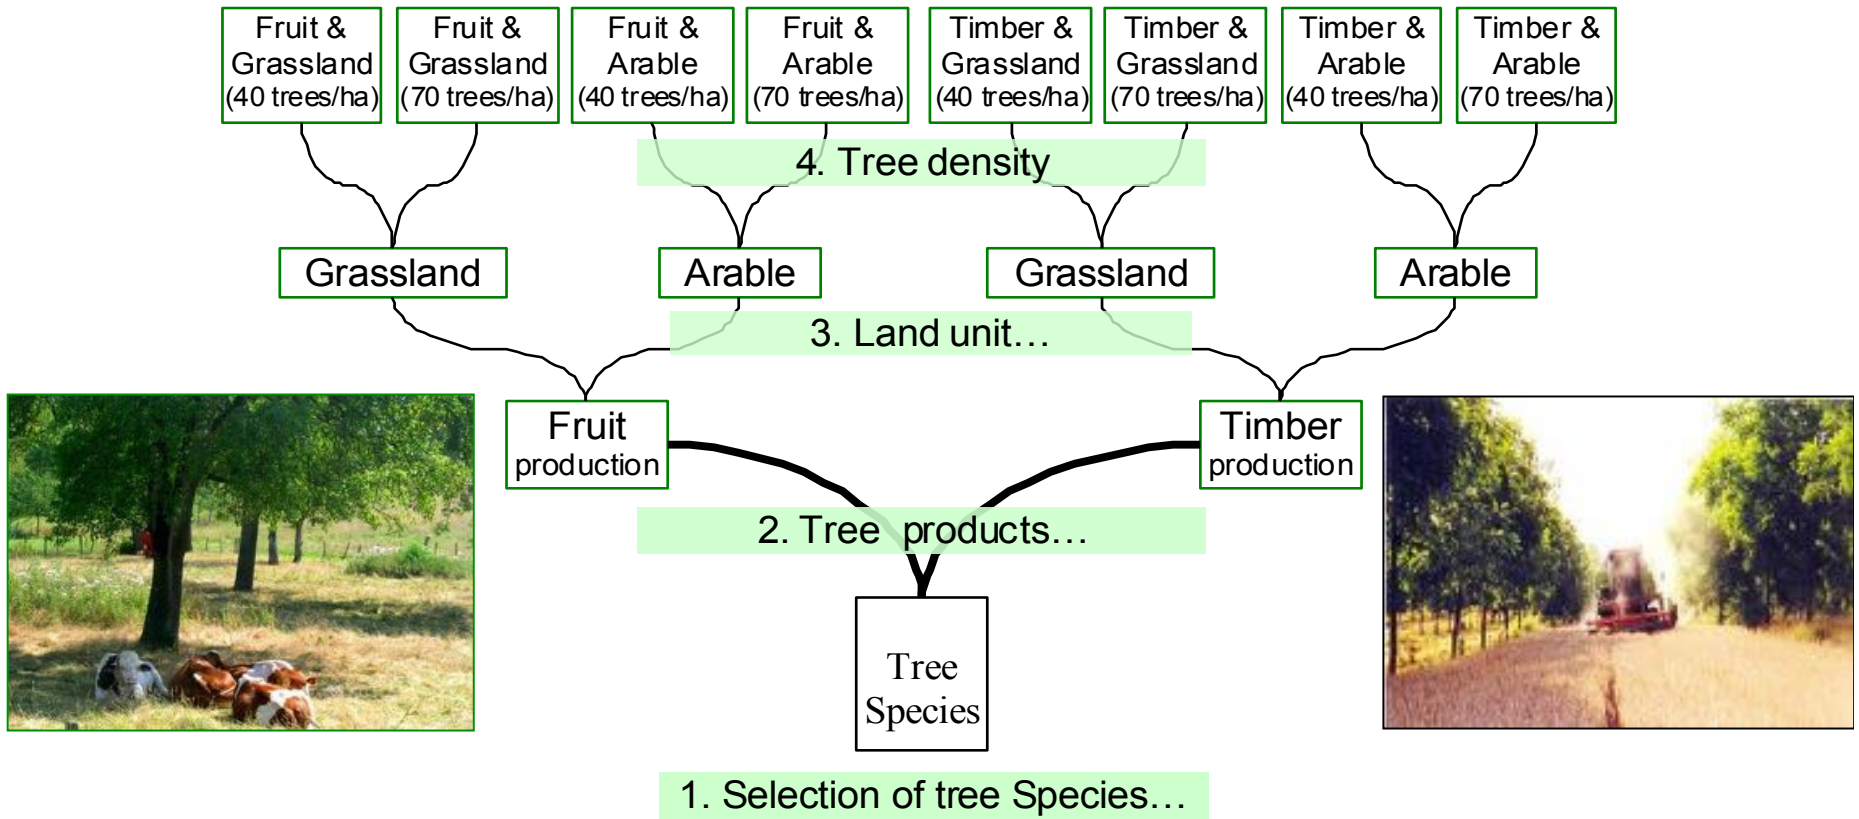 Fruit &
Grassland
(40 trees/ha)
Fruit &
Grassland
(70 trees/ha)
Fruit &
Arable
(40 trees/ha)
Fruit &
Arable
(70 trees/ha)
Timber &
Grassland
(40 trees/ha)
Timber &
Grassland
(70 trees/ha)
Timber &
Arable
(40 trees/ha)
Timber &
Arable
(70 trees/ha)
4. Tree density
Grassland
Arable
Grassland
Arable
3. Land unit…
Fruit
production
Timber
production
2. Tree products…
Tree
Species
1. Selection of tree Species…